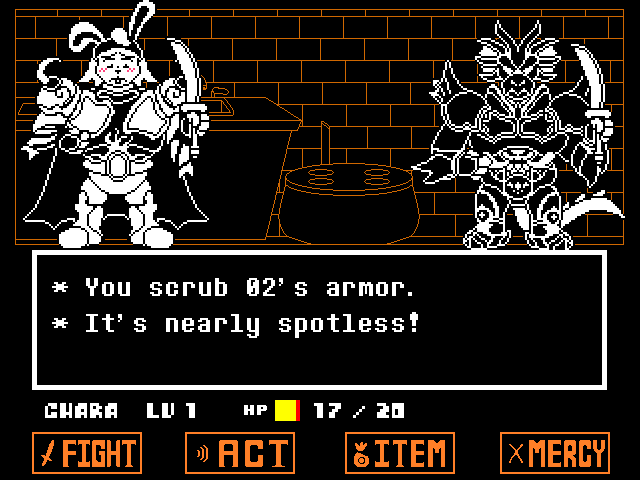 * You scrub 02's armor.
* It's nearly spotless!
CHARA LV 1 HP 17 / 20
FIGHT ACT ITEM MERCY